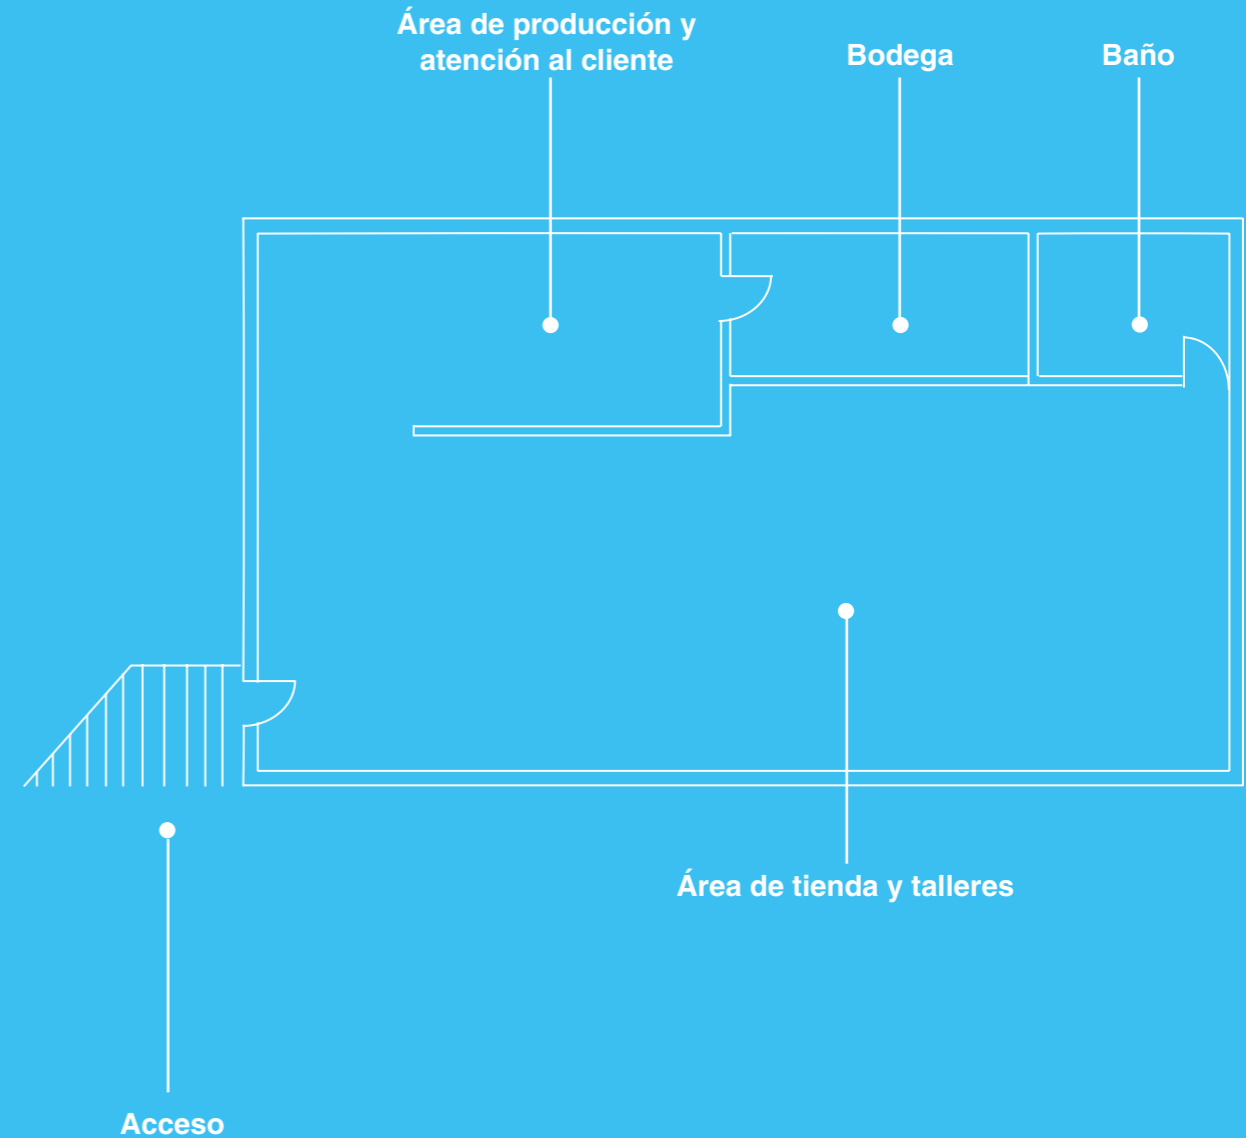 Área de producción y
atención al cliente
Bodega
Baño
Área de tienda y talleres
Acceso